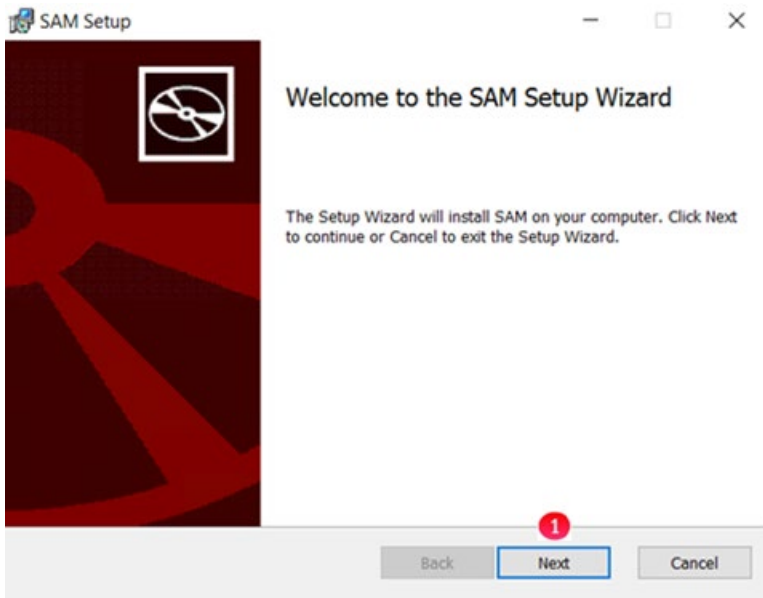 SAM Setup
Welcome to the SAM Setup Wizard
The Setup Wizard will install SAM on your computer. Click Next
to continue or Cancel to exit the Setup Wizard.
1
Back
Next
Cancel